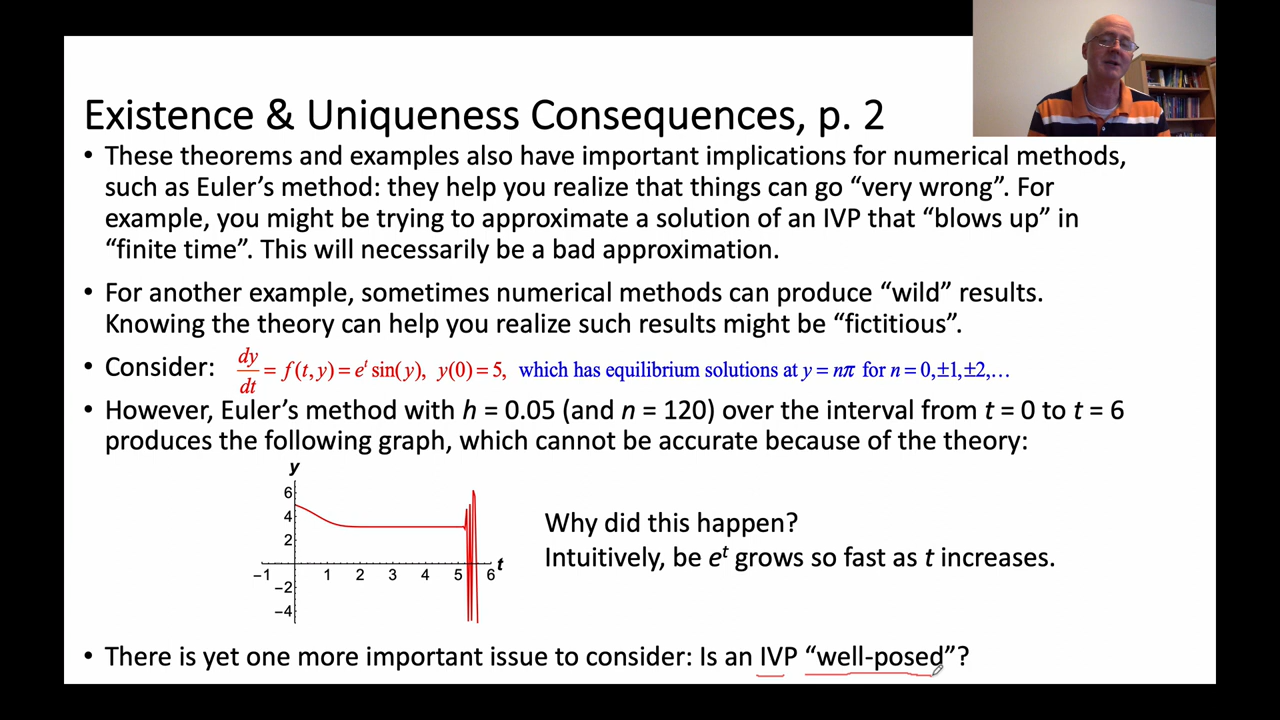 Existence & Uniqueness Consequences, p. 2
• These theorems and examples also have important implications for numerical methods,
such as Euler’s method: they help you realize that things can go “very wrong”. For
example, you might be trying to approximate a solution of an IVP that “blows up” in
“finite time”. This will necessarily be a bad approximation.
• For another example, sometimes numerical methods can produce “wild” results.
Knowing the theory can help you realize such results might be “fictitious”.
• Consider: dy/dt = f(t, y) = e^t sin(y), y(0) = 5, which has equilibrium solutions at y = nπ for n = 0,±1,±2,…
• However, Euler’s method with h = 0.05 (and n = 120) over the interval from t = 0 to t = 6
produces the following graph, which cannot be accurate because of the theory:
y
6
4
2
−1 1 2 3 4 5 6 t
−2
−4
Why did this happen?
Intuitively, be e^t grows so fast as t increases.
• There is yet one more important issue to consider: Is an IVP “well-posed”?